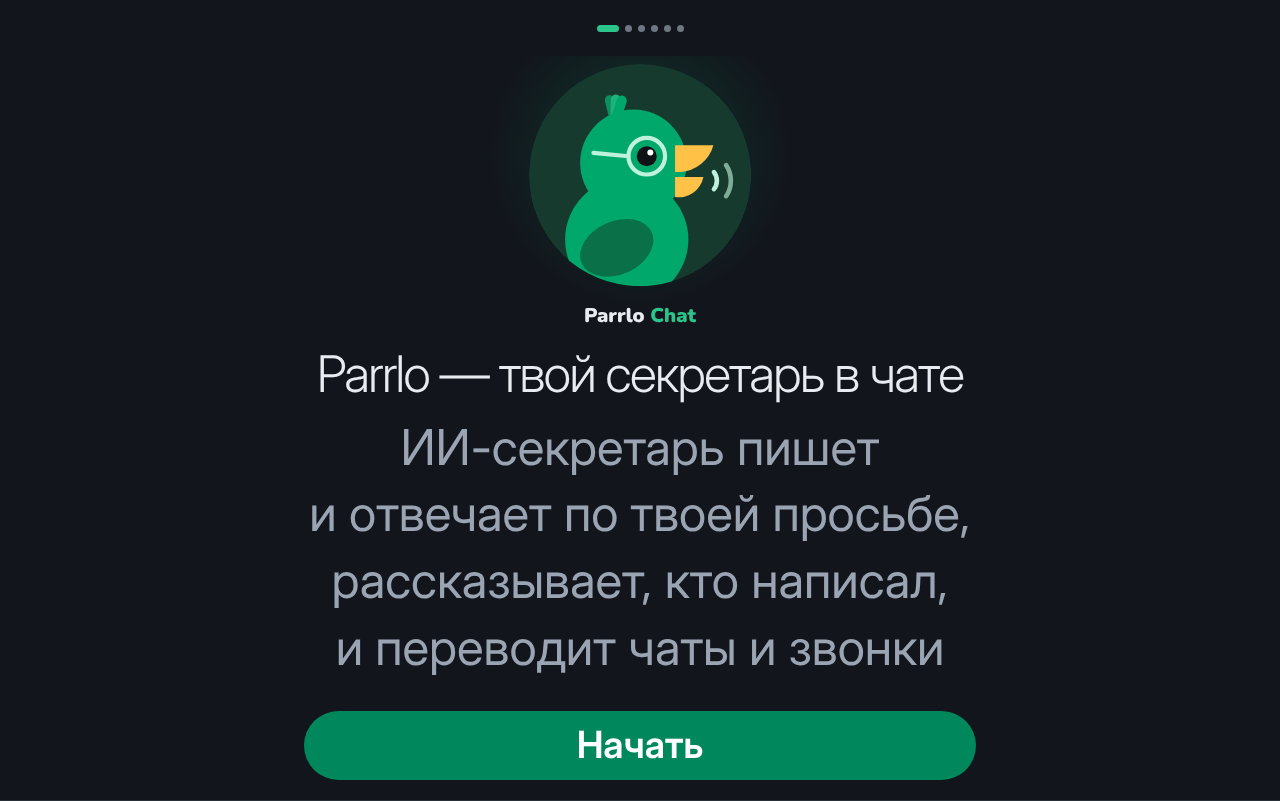 Parrlo Chat
Parrlo — твой секретарь в чате
ИИ-секретарь пишет
и отвечает по твоей просьбе,
рассказывает, кто написал,
и переводит чаты и звонки
Начать